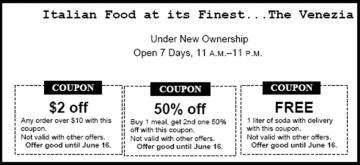 Italian Food at its Finest...The Venezia
Under New Ownership
Open 7 Days, 11 A.M.–11 P.M.
COUPON
$2 off
Any order over $10 with this
coupon.
Not valid with other offers.
Offer good until June 16.
COUPON
50% off
Buy 1 meal, get 2nd one 50%
off with this coupon.
Not valid with other offers.
Offer good until June 16.
COUPON
FREE
1 liter of soda with delivery
with this coupon.
Not valid with other offers.
Offer good until June 16.